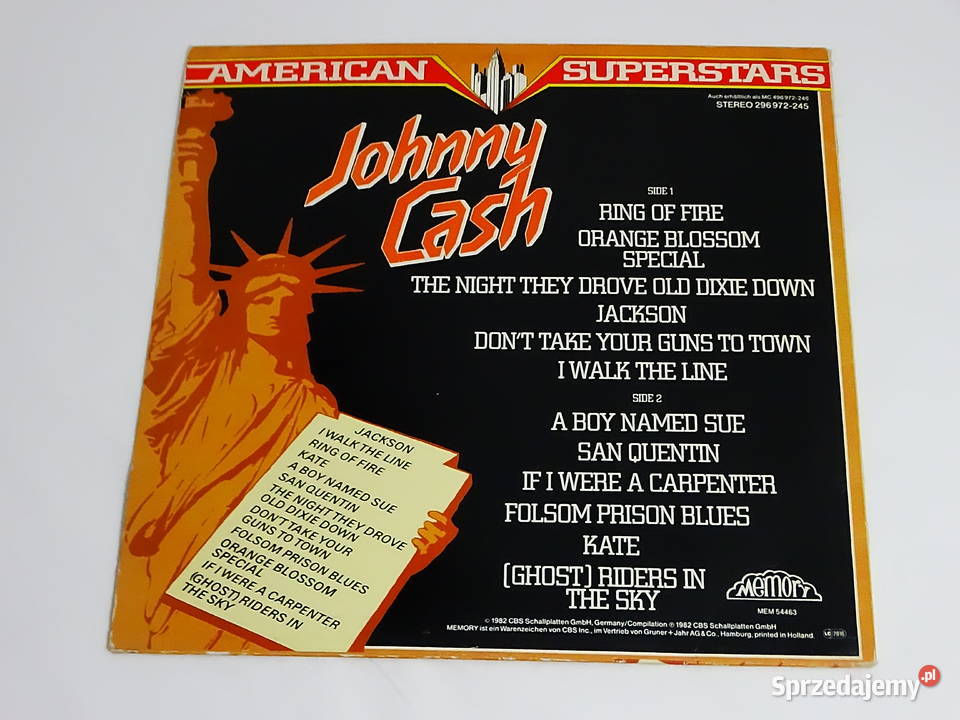 AMERICAN SUPERSTARS
Auch erhältlich als MC 496972-246
STEREO 296972-245
Johnny
Cash
SIDE 1
RING OF FIRE
ORANGE BLOSSOM
SPECIAL
THE NIGHT THEY DROVE OLD DIXIE DOWN
JACKSON
DON'T TAKE YOUR GUNS TO TOWN
I WALK THE LINE
SIDE 2
A BOY NAMED SUE
SAN QUENTIN
IF I WERE A CARPENTER
FOLSOM PRISON BLUES
KATE
(GHOST) RIDERS IN
THE SKY
JACKSON
I WALK THE LINE
RING OF FIRE
KATE
A BOY NAMED SUE
SAN QUENTIN
THE NIGHT THEY DROVE
OLD DIXIE DOWN
DON'T TAKE YOUR
GUNS TO TOWN
FOLSOM PRISON BLUES
ORANGE BLOSSOM
SPECIAL
IF I WERE A CARPENTER
(GHOST) RIDERS IN
THE SKY
MEMORY
MEM 54463
℗ 1982 CBS Schallplatten GmbH, Germany/Compilation ℗ 1982 CBS Schallplatten GmbH
MEMORY ist ein Warenzeichen von CBS Inc., im Vertrieb von Gruner + Jahr AG & Co., Hamburg, printed in Holland.
Sprzedajemy.pl